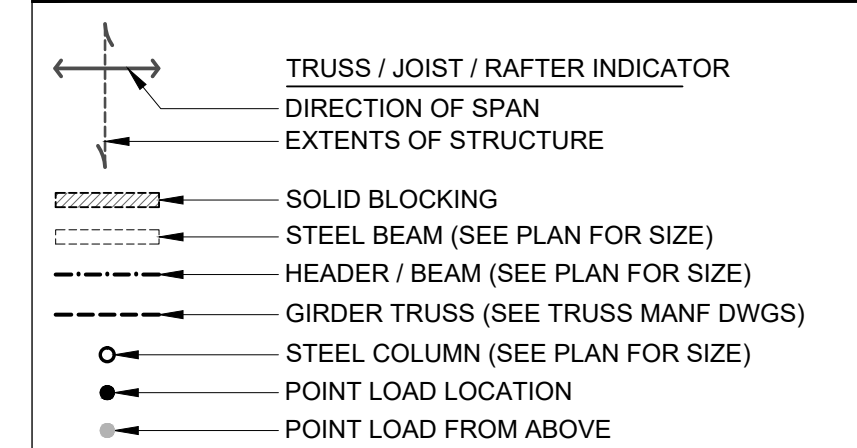 TRUSS / JOIST / RAFTER INDICATOR
DIRECTION OF SPAN
EXTENTS OF STRUCTURE
SOLID BLOCKING
STEEL BEAM (SEE PLAN FOR SIZE)
HEADER / BEAM (SEE PLAN FOR SIZE)
GIRDER TRUSS (SEE TRUSS MANF DWGS)
STEEL COLUMN (SEE PLAN FOR SIZE)
POINT LOAD LOCATION
POINT LOAD FROM ABOVE